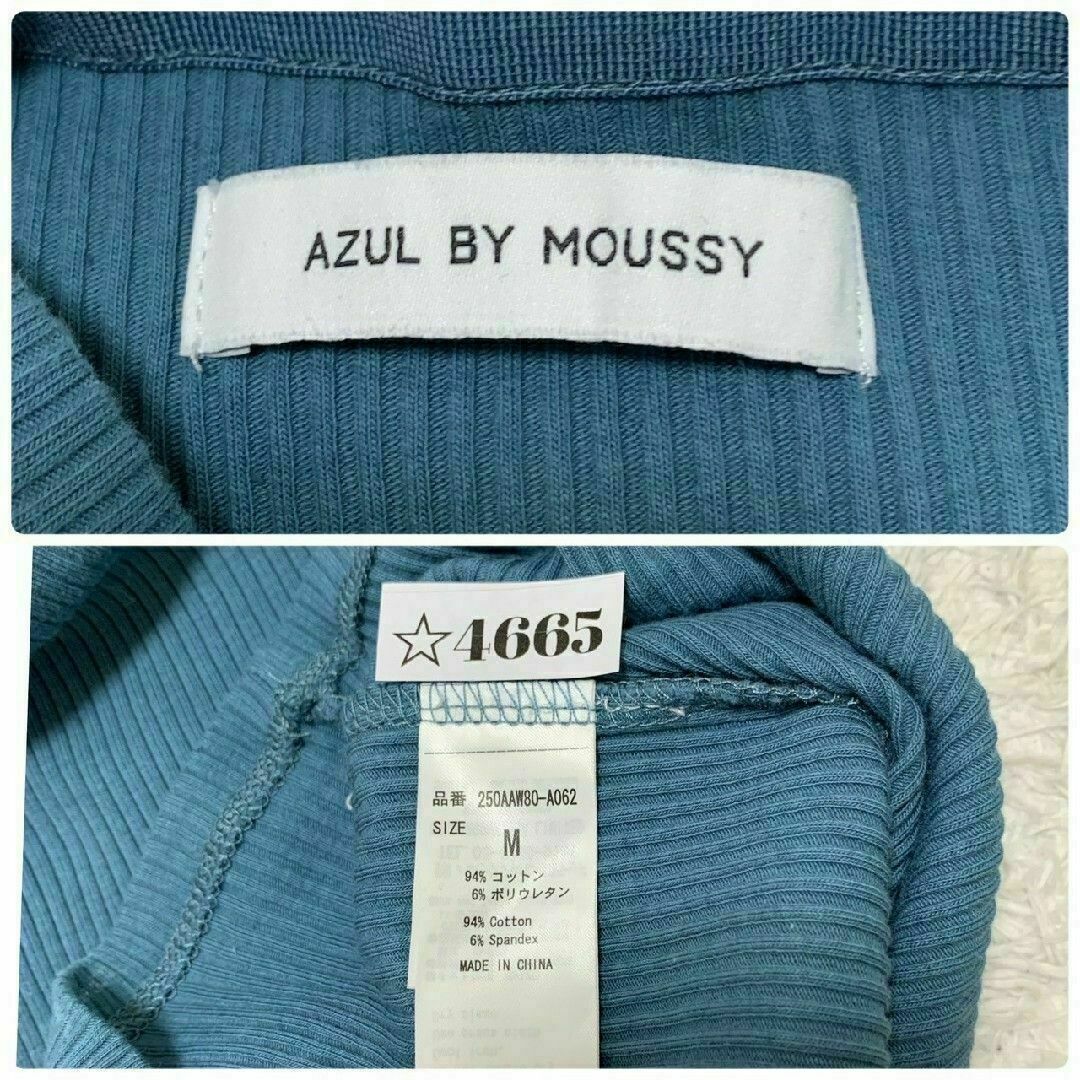 AZUL BY MOUSSY
☆4665
品番 250AAW80-A062
SIZE
M
94% コットン
6% ポリウレタン
94% Cotton
6% Spandex
MADE IN CHINA